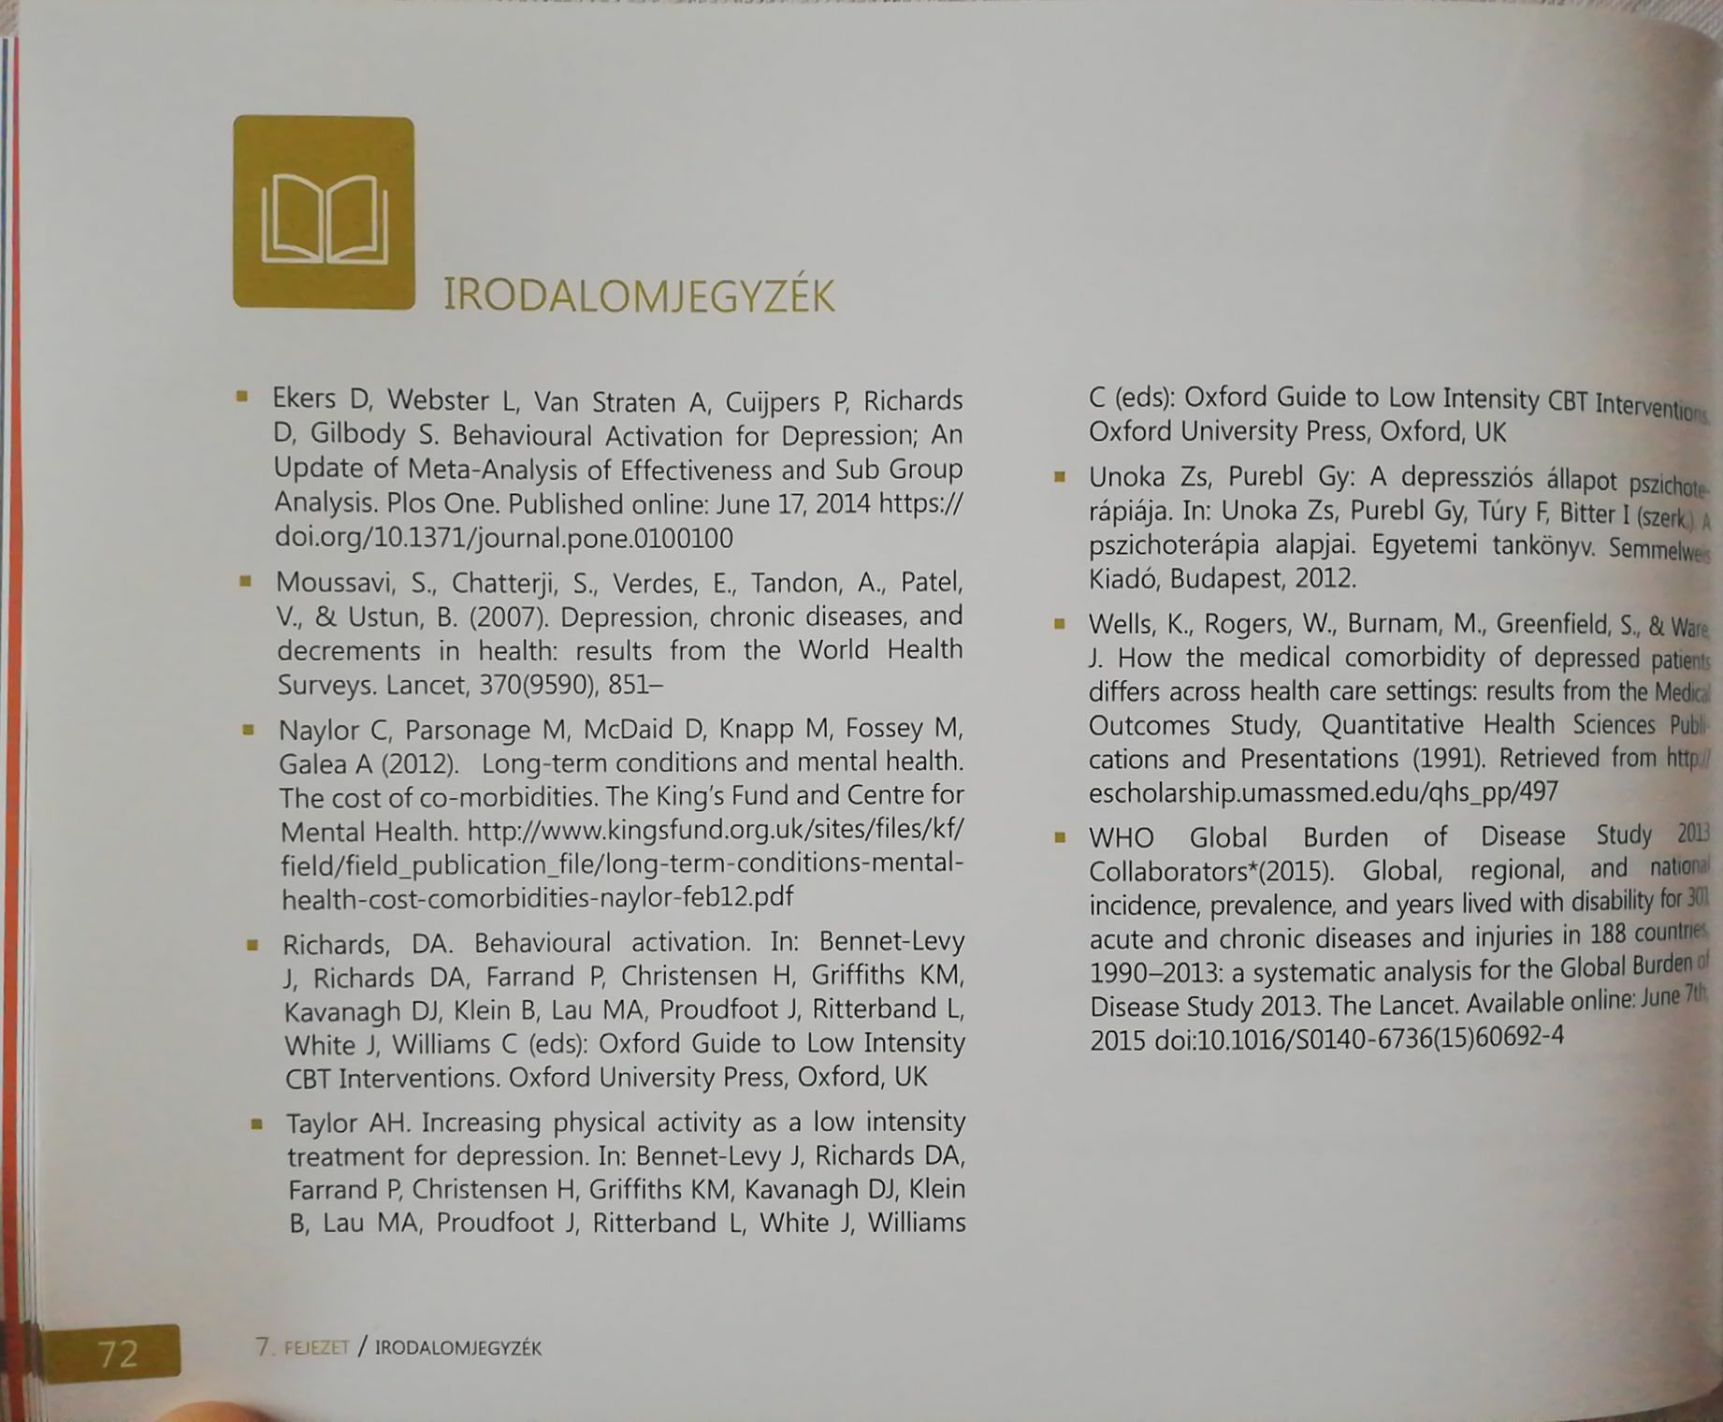 IRODALOMJEGYZÉK
▪ Ekers D, Webster L, Van Straten A, Cuijpers P, Richards
D, Gilbody S. Behavioural Activation for Depression; An
Update of Meta-Analysis of Effectiveness and Sub Group
Analysis. Plos One. Published online: June 17, 2014 https://
doi.org/10.1371/journal.pone.0100100
▪ Moussavi, S., Chatterji, S., Verdes, E., Tandon, A., Patel,
V., & Ustun, B. (2007). Depression, chronic diseases, and
decrements in health: results from the World Health
Surveys. Lancet, 370(9590), 851–
▪ Naylor C, Parsonage M, McDaid D, Knapp M, Fossey M,
Galea A (2012). Long-term conditions and mental health.
The cost of co-morbidities. The King's Fund and Centre for
Mental Health. http://www.kingsfund.org.uk/sites/files/kf/
field/field_publication_file/long-term-conditions-mental-
health-cost-comorbidities-naylor-feb12.pdf
▪ Richards, DA. Behavioural activation. In: Bennet-Levy
J, Richards DA, Farrand P, Christensen H, Griffiths KM,
Kavanagh DJ, Klein B, Lau MA, Proudfoot J, Ritterband L,
White J, Williams C (eds): Oxford Guide to Low Intensity
CBT Interventions. Oxford University Press, Oxford, UK
▪ Taylor AH. Increasing physical activity as a low intensity
treatment for depression. In: Bennet-Levy J, Richards DA,
Farrand P, Christensen H, Griffiths KM, Kavanagh DJ, Klein
B, Lau MA, Proudfoot J, Ritterband L, White J, Williams
C (eds): Oxford Guide to Low Intensity CBT Interventions.
Oxford University Press, Oxford, UK
▪ Unoka Zs, Purebl Gy: A depressziós állapot pszichote-
rápiája. In: Unoka Zs, Purebl Gy, Túry F, Bitter I (szerk.) A
pszichoterápia alapjai. Egyetemi tankönyv. Semmelweis
Kiadó, Budapest, 2012.
▪ Wells, K., Rogers, W., Burnam, M., Greenfield, S., & Ware,
J. How the medical comorbidity of depressed patients
differs across health care settings: results from the Medical
Outcomes Study, Quantitative Health Sciences Publi-
cations and Presentations (1991). Retrieved from http://
escholarship.umassmed.edu/qhs_pp/497
▪ WHO Global Burden of Disease Study 2013
Collaborators*(2015). Global, regional, and national
incidence, prevalence, and years lived with disability for 301
acute and chronic diseases and injuries in 188 countries,
1990–2013: a systematic analysis for the Global Burden of
Disease Study 2013. The Lancet. Available online: June 7th,
2015 doi:10.1016/S0140-6736(15)60692-4
72
7. FEJEZET / IRODALOMJEGYZÉK